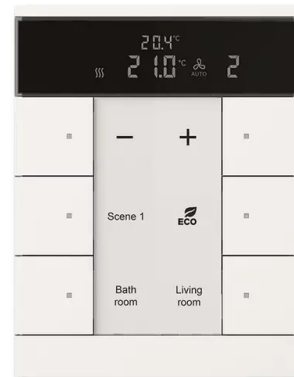 20.4°C
21.0°C
AUTO
2
− +
Scene 1
ECO
Bath
room
Living
room